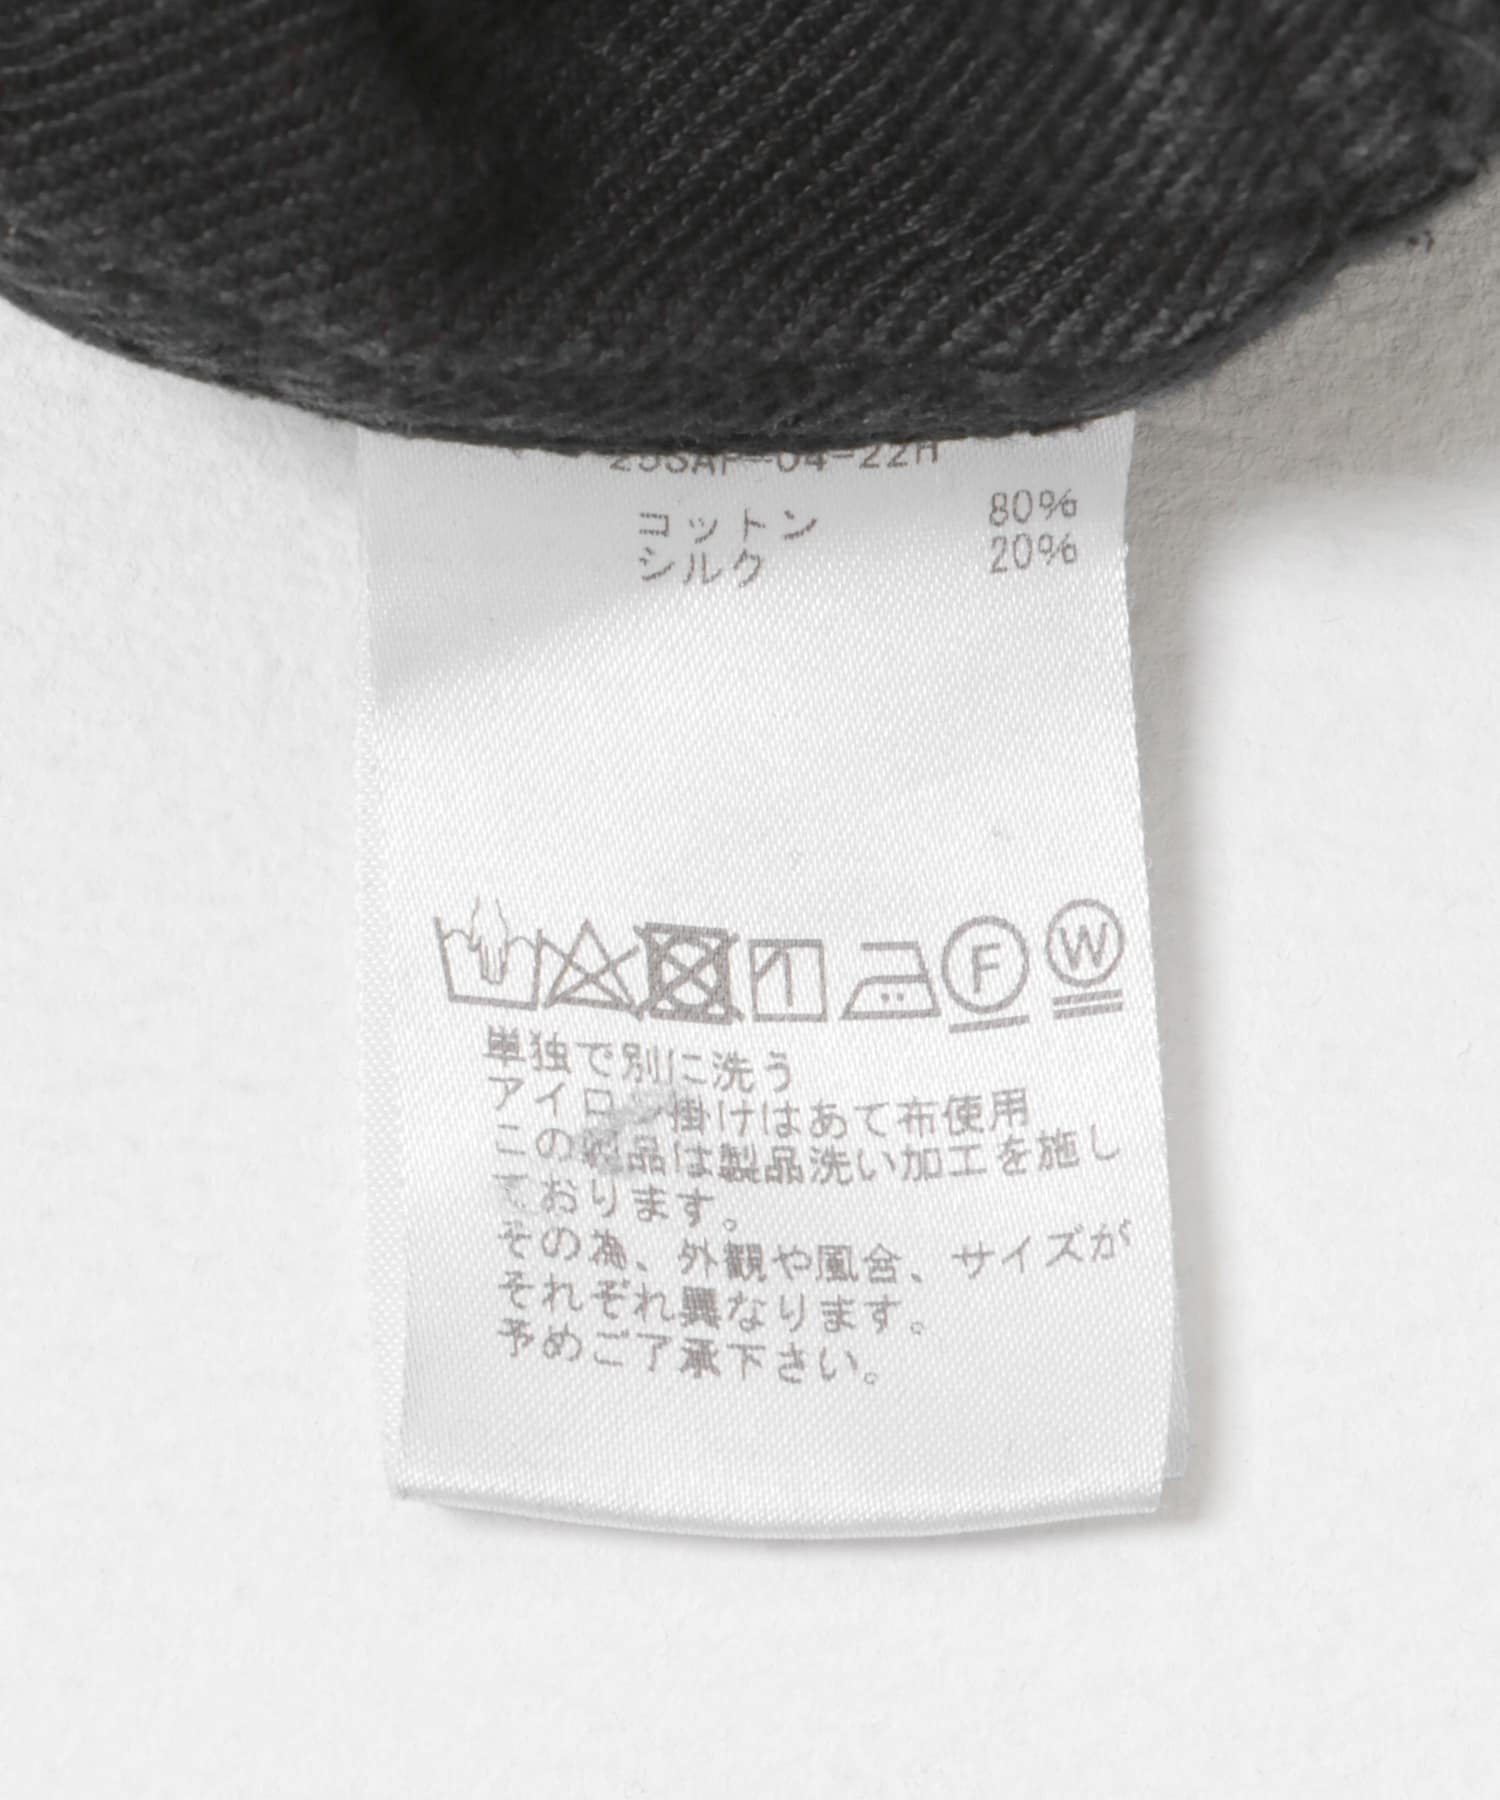 コットン 80%
シルク 20%
F W
単独で別に洗う
アイロン掛けはあて布使用
この製品は製品洗い加工を施し
ております。
その為、外観や風合、サイズが
それぞれ異なります。
予めご了承下さい。